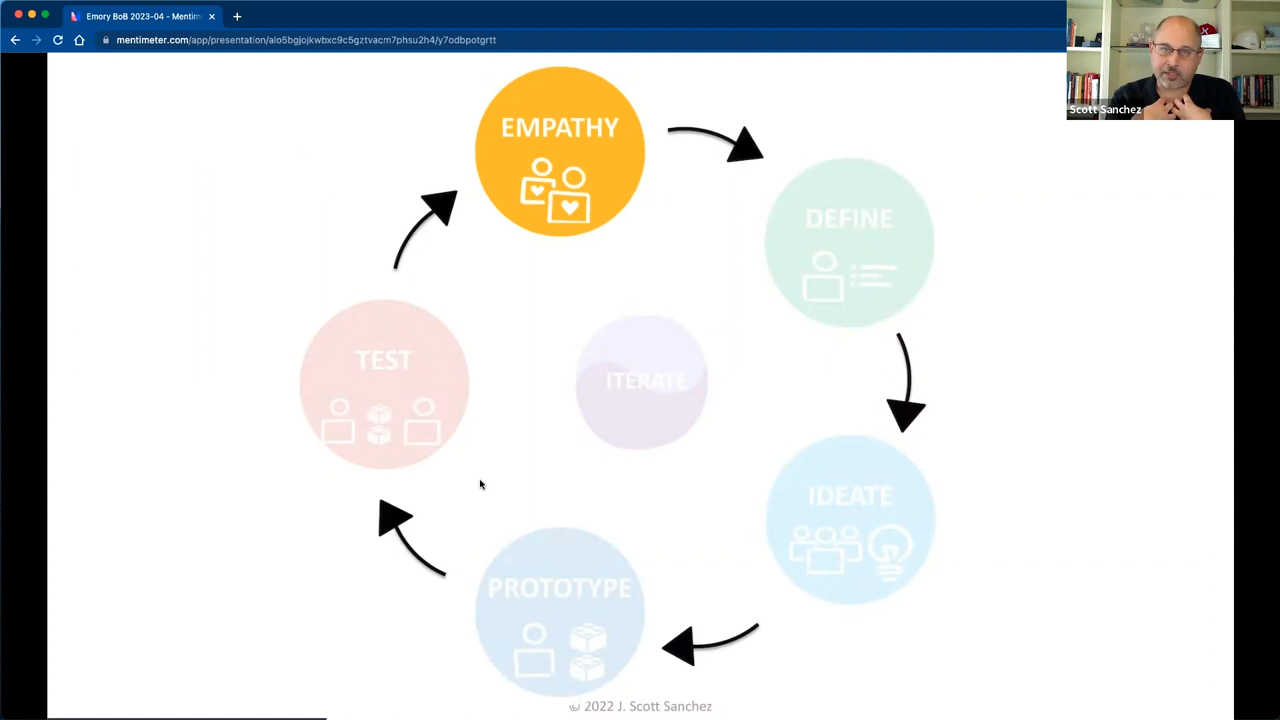 Emory BoB 2023-04 - Mentim
mentimeter.com/app/presentation/alo5bgjojkwbxc9c5gztvacm7phsu2h4/y7odbpotgrtt
Scott Sanchez
EMPATHY
DEFINE
TEST
ITERATE
IDEATE
PROTOTYPE
© 2022 J. Scott Sanchez